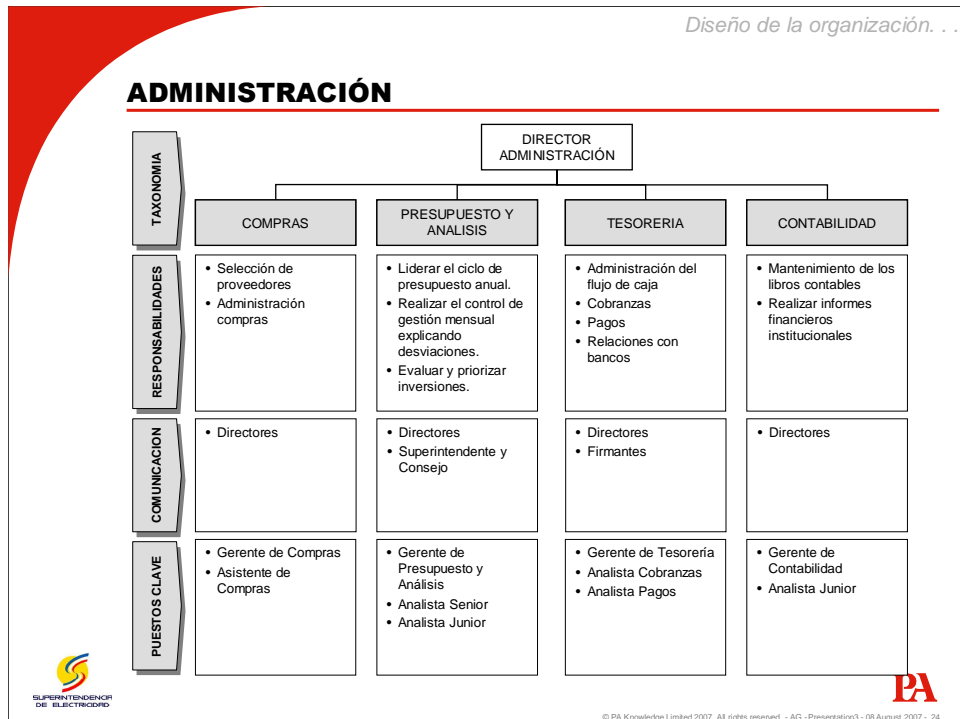 Diseño de la organización. . .
ADMINISTRACIÓN
TAXONOMIA
DIRECTOR
ADMINISTRACIÓN
COMPRAS
PRESUPUESTO Y
ANALISIS
TESORERIA
CONTABILIDAD
RESPONSABILIDADES
• Selección de
proveedores
• Administración
compras
• Liderar el ciclo de
presupuesto anual.
• Realizar el control de
gestión mensual
explicando
desviaciones.
• Evaluar y priorizar
inversiones.
• Administración del
flujo de caja
• Cobranzas
• Pagos
• Relaciones con
bancos
• Mantenimiento de los
libros contables
• Realizar informes
financieros
institucionales
COMUNICACION
• Directores
• Directores
• Superintendente y
Consejo
• Directores
• Firmantes
• Directores
PUESTOS CLAVE
• Gerente de Compras
• Asistente de
Compras
• Gerente de
Presupuesto y
Análisis
• Analista Senior
• Analista Junior
• Gerente de Tesorería
• Analista Cobranzas
• Analista Pagos
• Gerente de
Contabilidad
• Analista Junior
SUPERINTENDENCIA
DE ELECTRICIDAD
PA
© PA Knowledge Limited 2007. All rights reserved. - AG - Presentation3 - 08 August 2007 - 24